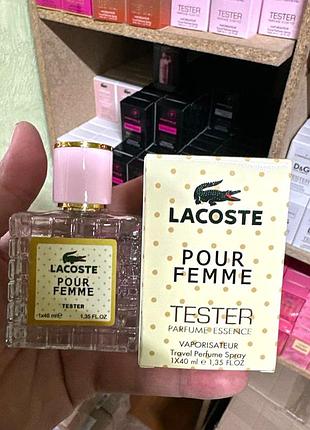 TESTER
TESTER
D&G
LACOSTE
POUR
FEMME
TESTER
1x40 ml e 1,35 FL.OZ
LACOSTE
POUR
FEMME
TESTER
PARFUME ESSENCE
VAPORISATEUR
Travel Perfume Spray
1X40 ml e 1,35 FL.OZ